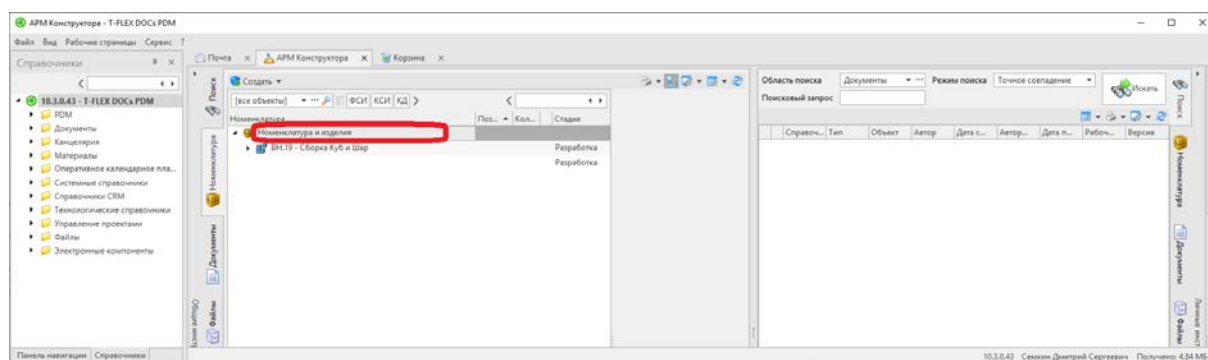 АРМ Конструктора - T-FLEX DOCs PDM
Файл Вид Рабочие страницы Сервис ?
Справочники
Почта АРМ Конструктора Корзина
10.3.0.43 - T-FLEX DOCs PDM
PDM
Документы
Канцелярия
Материалы
Оперативное календарное пла...
Системные справочники
Справочники CRM
Технологические справочники
Управление проектами
Файлы
Электронные компоненты
Панель навигации Справочники
Поиск
Номенклатура
Документы
Файлы
Создать
[все объекты] ФСИ КСИ КД
Номенклатура Поз... Кол... Стадия
Номенклатура и изделия
ВН.19 - Сборка Куб и Шар Разработка
Разработка
Область поиска Документы Режим поиска Точное совпадение Искать
Поисковый запрос
Справоч... Тип Объект Автор Дата с... Автор... Дата п... Рабоч... Версия
Поиск
Номенклатура
Документы
Файлы
10.3.0.43 Семкин Дмитрий Сергеевич Получено: 4.84 МБ